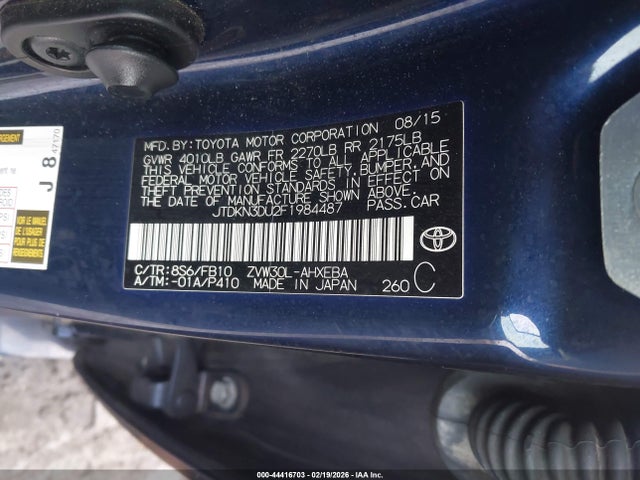 MFD.BY:TOYOTA MOTOR CORPORATION 08/15
GVWR 4010LB GAWR FR 2270LB RR 2175LB
THIS VEHICLE CONFORMS TO ALL APPLICABLE
FEDERAL MOTOR VEHICLE SAFETY, BUMPER, AND
THEFT PREVENTION STANDARDS IN EFFECT ON
THE DATE OF MANUFACTURE SHOWN ABOVE.
JTDKN3DU2F1984487 PASS.CAR
TOYOTA
C/TR:8S6/FB10 ZVW30L-AHXEBA
A/TM:-01A/P410 MADE IN JAPAN 260 C
J 8 47170
000-44416703 - 02/19/2026 - IAA Inc.